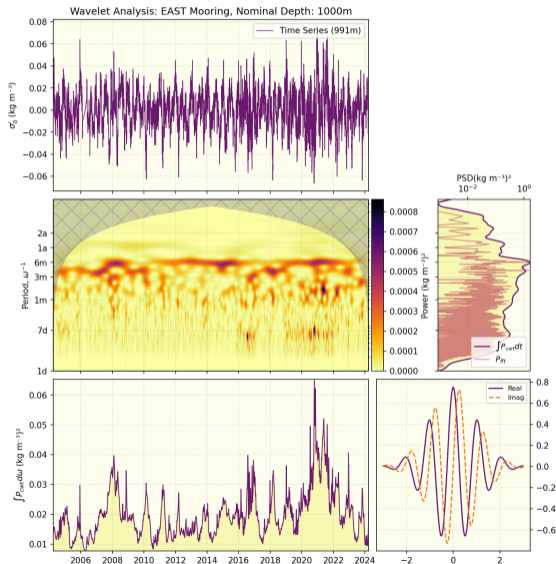 Wavelet Analysis: EAST Mooring, Nominal Depth: 1000m
0.08
0.06
0.04
0.02
0.00
−0.02
−0.04
−0.06
σ₀′ (kg m⁻³)
Time Series (991m)
2a
1a
6m
3m
1m
7d
1d
Period, ω⁻¹
0.0008
0.0007
0.0006
0.0005
0.0004
0.0003
0.0002
0.0001
0.0000
Power (kg m⁻³)²
PSD(kg m⁻³)²
10⁻² 10⁰
∫P_cwt dt
P_fft
0.06
0.05
0.04
0.03
0.02
0.01
∫P_cwt dω (kg m⁻³)²
2006 2008 2010 2012 2014 2016 2018 2020 2022 2024
Real
Imag
0.8
0.6
0.4
0.2
0.0
−0.2
−0.4
−0.6
−2 0 2